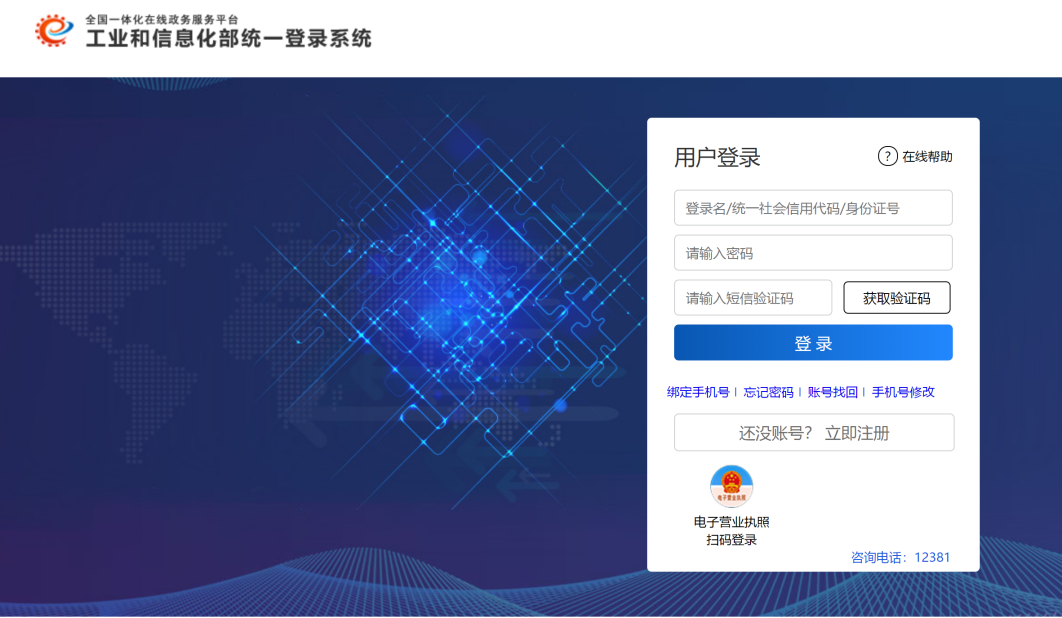 全国一体化在线政务服务平台
工业和信息化部统一登录系统
用户登录
? 在线帮助
登录名/统一社会信用代码/身份证号
请输入密码
请输入短信验证码 获取验证码
登 录
绑定手机号 | 忘记密码 | 账号找回 | 手机号修改
还没账号? 立即注册
电子营业执照
电子营业执照
扫码登录
咨询电话：12381